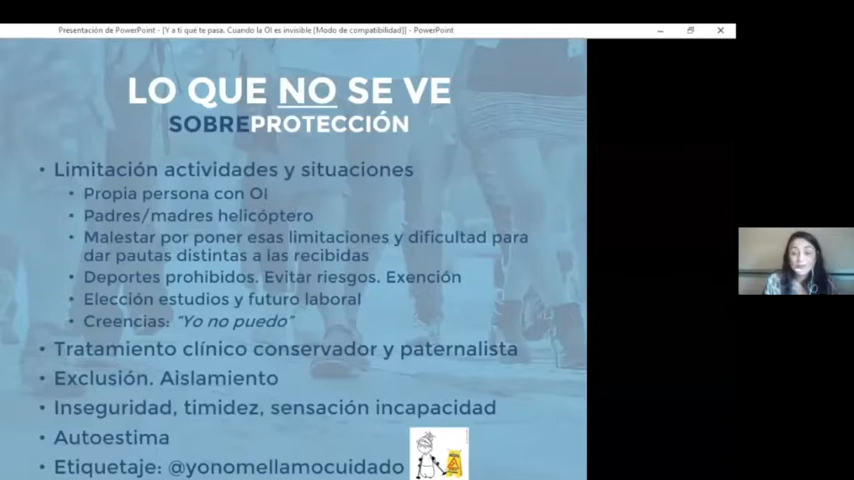 Presentación de PowerPoint - [Y a ti qué te pasa. Cuando la OI es invisible [Modo de compatibilidad]] - PowerPoint
LO QUE NO SE VE
SOBREPROTECCIÓN
• Limitación actividades y situaciones
• Propia persona con OI
• Padres/madres helicóptero
• Malestar por poner esas limitaciones y dificultad para
dar pautas distintas a las recibidas
• Deportes prohibidos. Evitar riesgos. Exención
• Elección estudios y futuro laboral
• Creencias: "Yo no puedo"
• Tratamiento clínico conservador y paternalista
• Exclusión. Aislamiento
• Inseguridad, timidez, sensación incapacidad
• Autoestima
• Etiquetaje: @yonomellamocuidado